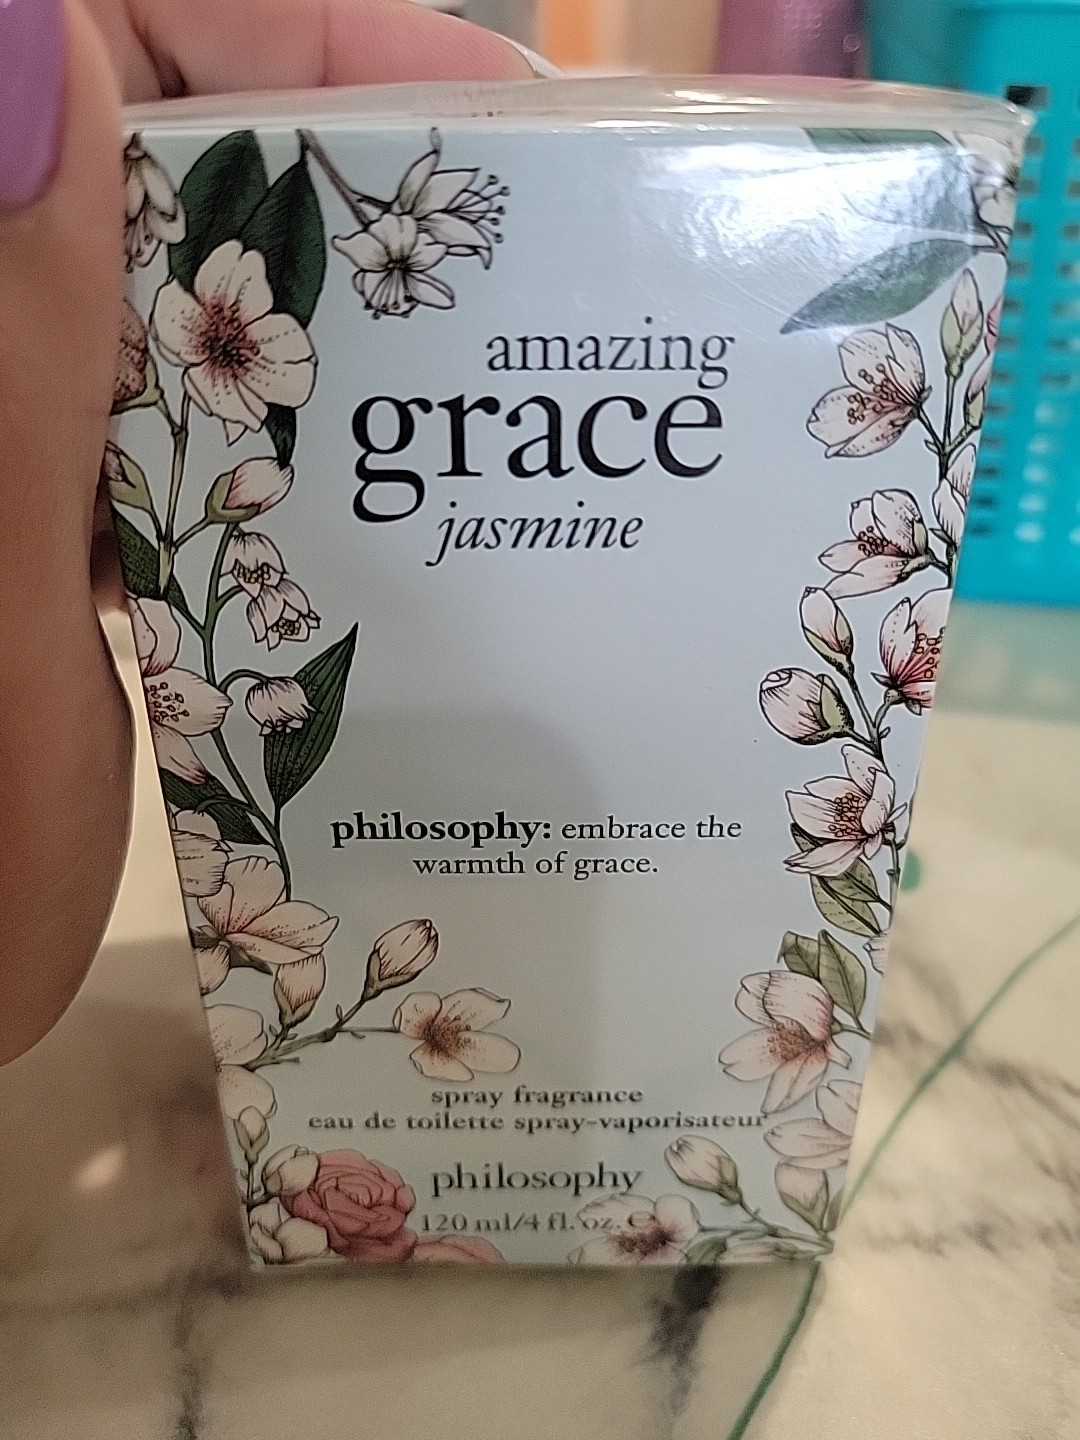 amazing
grace
jasmine
philosophy: embrace the
warmth of grace.
spray fragrance
eau de toilette spray-vaporisateur
philosophy
120 ml/4 fl. oz. ℮